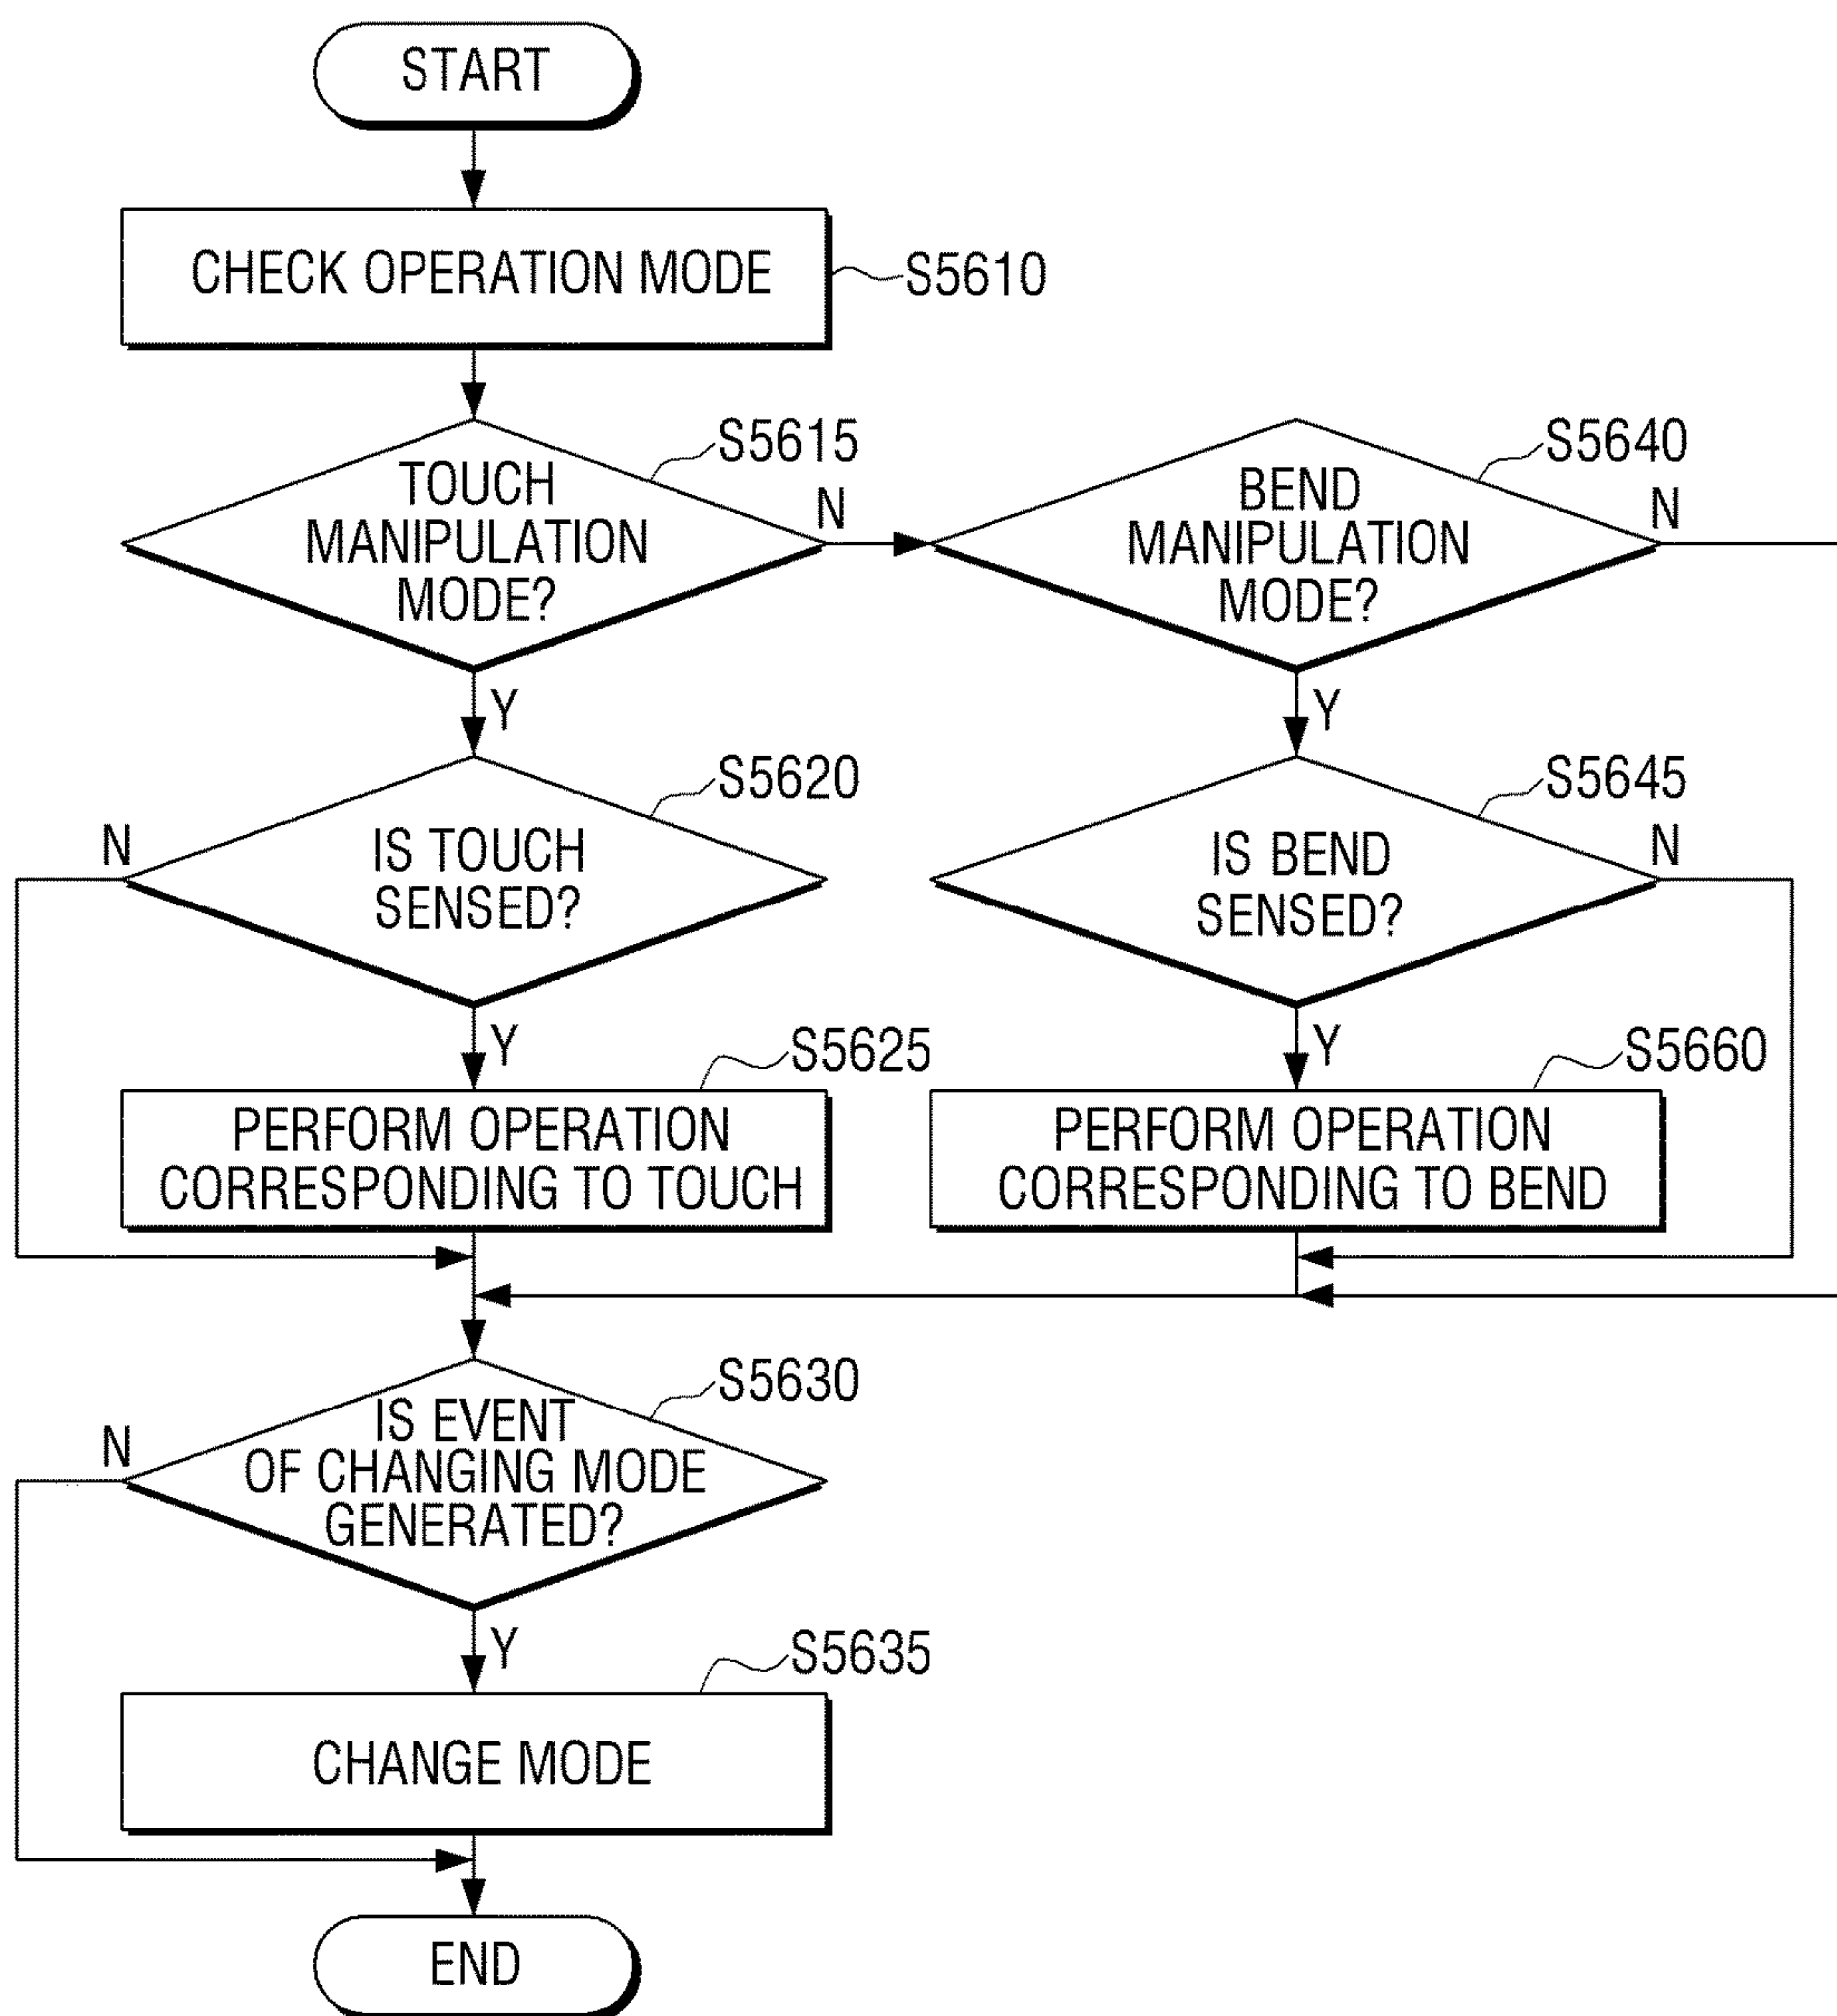 START
CHECK OPERATION MODE
S5610
S5615
TOUCH
MANIPULATION
MODE?
N
Y
S5640
BEND
MANIPULATION
MODE?
N
Y
S5620
IS TOUCH
SENSED?
N
Y
S5645
IS BEND
SENSED?
N
Y
S5625
PERFORM OPERATION
CORRESPONDING TO TOUCH
S5660
PERFORM OPERATION
CORRESPONDING TO BEND
S5630
IS EVENT
OF CHANGING MODE
GENERATED?
N
Y
S5635
CHANGE MODE
END